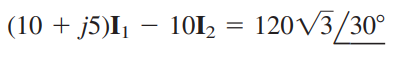 (10 + j5)I₁ − 10I₂ = 120√3∠30°